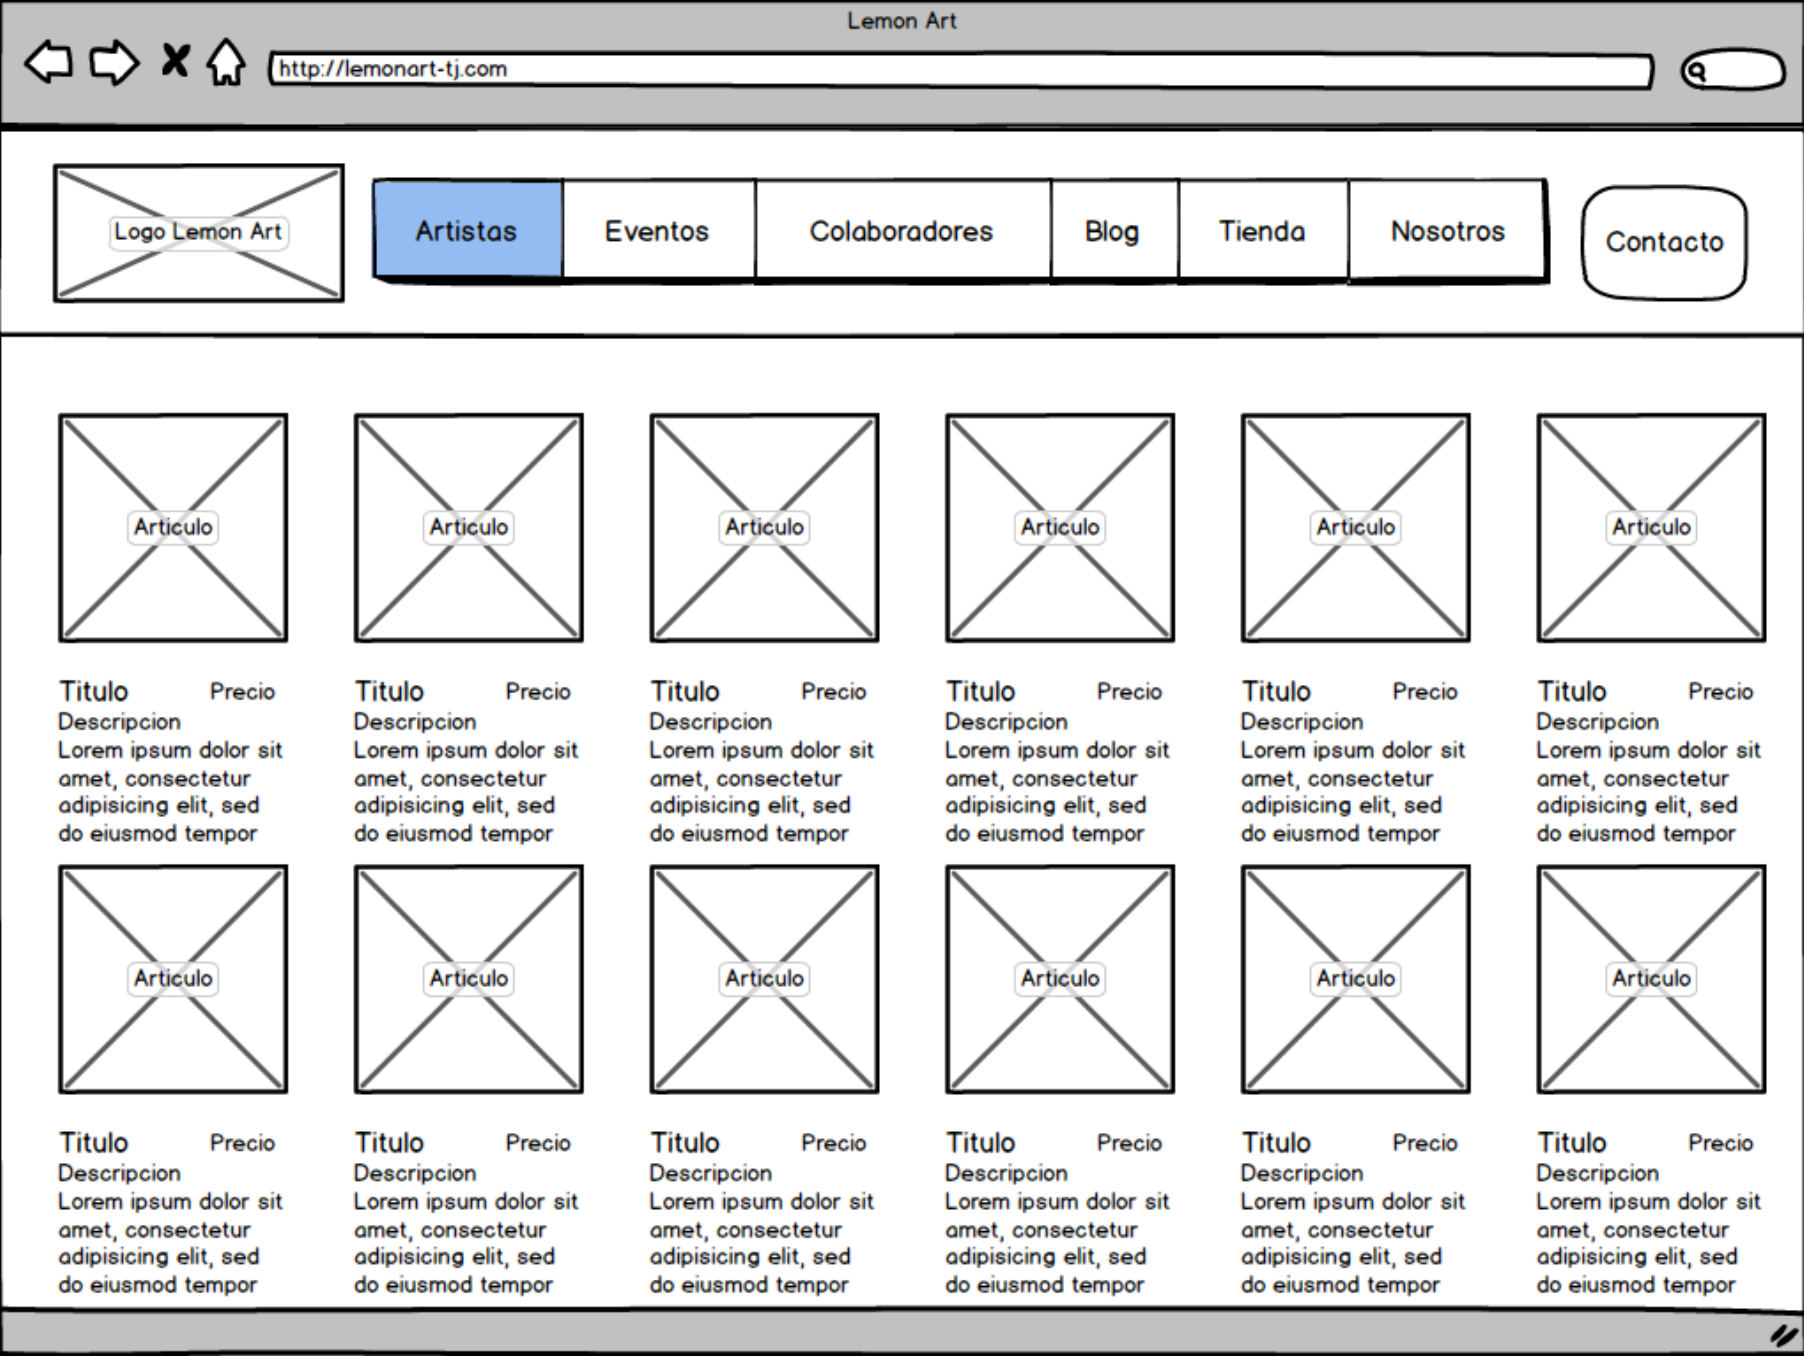 Lemon Art
http://lemonart-tj.com
Logo Lemon Art
Artistas Eventos Colaboradores Blog Tienda Nosotros
Contacto
Articulo Articulo Articulo Articulo Articulo Articulo
Titulo Precio Titulo Precio Titulo Precio Titulo Precio Titulo Precio Titulo Precio
Descripcion Descripcion Descripcion Descripcion Descripcion Descripcion
Lorem ipsum dolor sit Lorem ipsum dolor sit Lorem ipsum dolor sit Lorem ipsum dolor sit Lorem ipsum dolor sit Lorem ipsum dolor sit
amet, consectetur amet, consectetur amet, consectetur amet, consectetur amet, consectetur amet, consectetur
adipisicing elit, sed adipisicing elit, sed adipisicing elit, sed adipisicing elit, sed adipisicing elit, sed adipisicing elit, sed
do eiusmod tempor do eiusmod tempor do eiusmod tempor do eiusmod tempor do eiusmod tempor do eiusmod tempor
Articulo Articulo Articulo Articulo Articulo Articulo
Titulo Precio Titulo Precio Titulo Precio Titulo Precio Titulo Precio Titulo Precio
Descripcion Descripcion Descripcion Descripcion Descripcion Descripcion
Lorem ipsum dolor sit Lorem ipsum dolor sit Lorem ipsum dolor sit Lorem ipsum dolor sit Lorem ipsum dolor sit Lorem ipsum dolor sit
amet, consectetur amet, consectetur amet, consectetur amet, consectetur amet, consectetur amet, consectetur
adipisicing elit, sed adipisicing elit, sed adipisicing elit, sed adipisicing elit, sed adipisicing elit, sed adipisicing elit, sed
do eiusmod tempor do eiusmod tempor do eiusmod tempor do eiusmod tempor do eiusmod tempor do eiusmod tempor